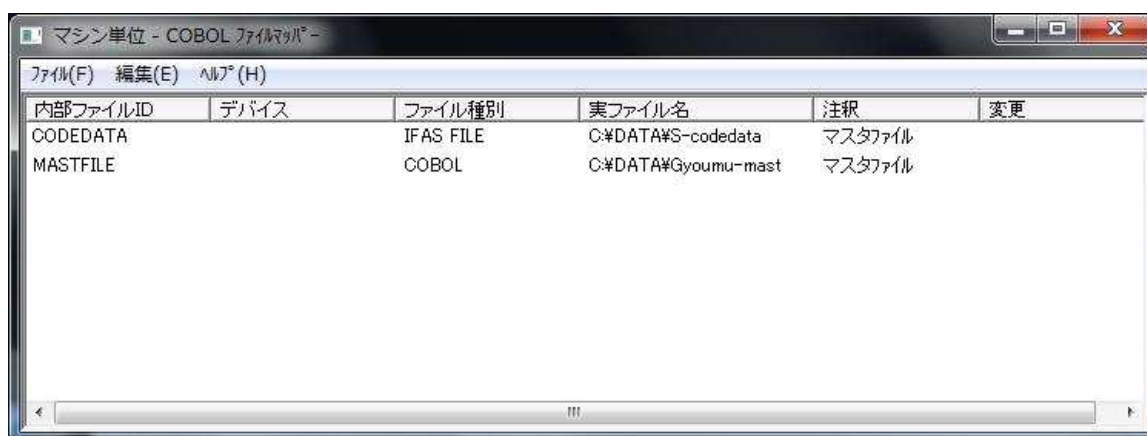 マシン単位 - COBOL ﾌｧｲﾙﾏｯﾊﾟｰ
ﾌｧｲﾙ(F) 編集(E) ﾍﾙﾌﾟ(H)
内部ファイルID デバイス ファイル種別 実ファイル名 注釈 変更
CODEDATA IFAS FILE C:¥DATA¥S-codedata マスタﾌｧｲﾙ
MASTFILE COBOL C:¥DATA¥Gyoumu-mast マスタﾌｧｲﾙ